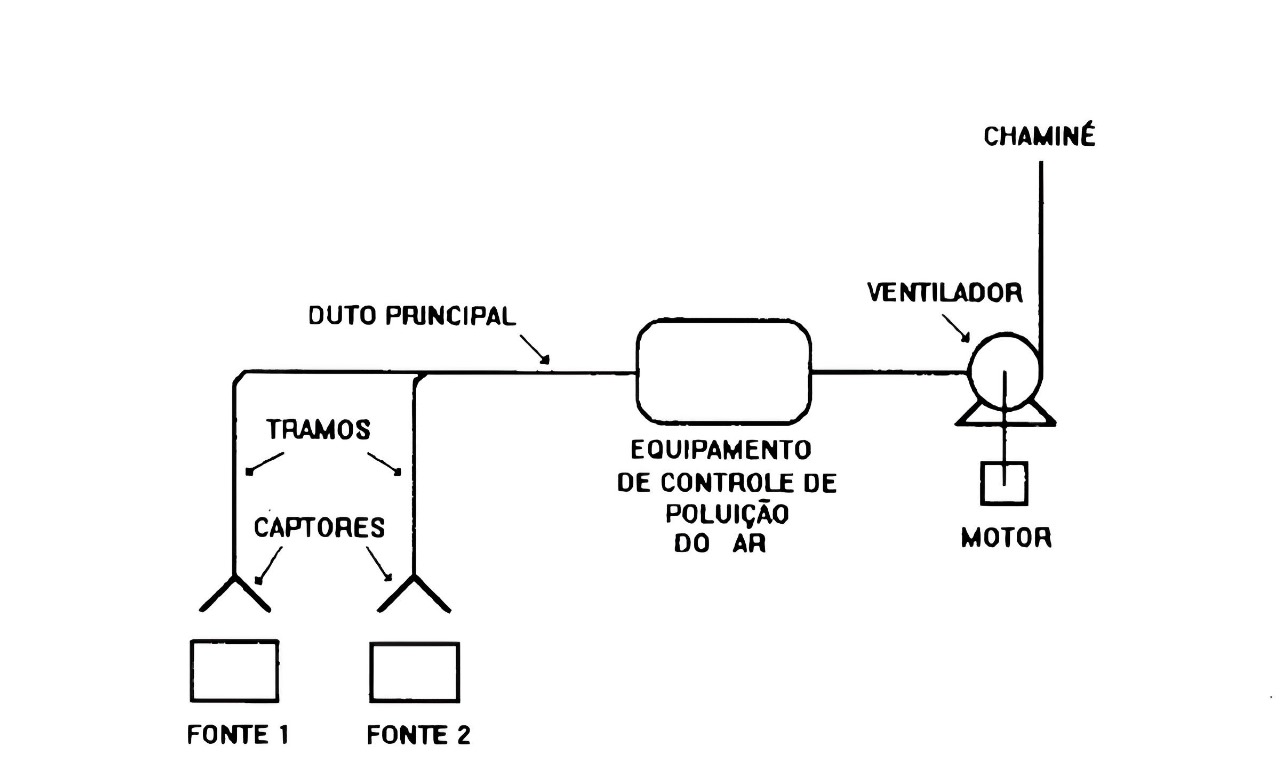 CHAMINÉ
VENTILADOR
DUTO PRINCIPAL
TRAMOS
EQUIPAMENTO
DE CONTROLE DE
POLUIÇÃO
DO AR
CAPTORES
MOTOR
FONTE 1
FONTE 2